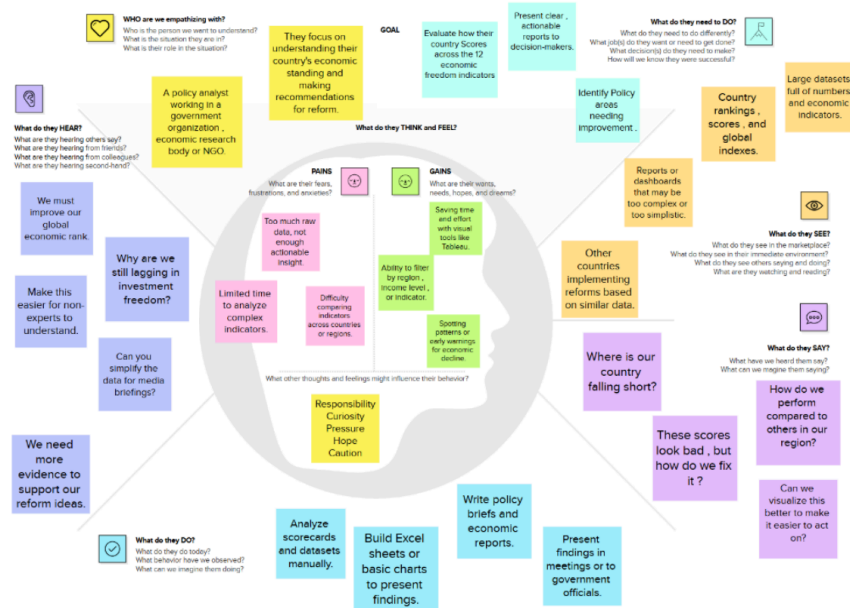 WHO are we empathizing with?
Who is the person we want to understand?
What is the situation they are in?
What is their role in the situation?
They focus on
understanding their
country's economic
standing and
making
recommendations
for reform.
A policy analyst
working in a
government
organization ,
economic research
body or NGO.
GOAL
Evaluate how their
country Scores
across the 12
economic
freedom indicators
Present clear ,
actionable
reports to
decision-makers.
Identify Policy
areas
needing
improvement .
What do they need to DO?
What do they need to do differently?
What job(s) do they want or need to get done?
What decision(s) do they need to make?
How will we know they were successful?
Large datasets
full of numbers
and economic
indicators.
Country
rankings ,
scores , and
global
indexes.
Reports or
dashboards
that may be
too complex or
too simplistic.
Other
countries
implementing
reforms based
on similar data.
What do they SEE?
What do they see in the marketplace?
What do they see in their immediate environment?
What do they see others saying and doing?
What are they watching and reading?
What do they HEAR?
What are they hearing others say?
What are they hearing from friends?
What are they hearing from colleagues?
What are they hearing second-hand?
We must
improve our
global
economic rank.
Why are we
still lagging in
investment
freedom?
Make this
easier for non-
experts to
understand.
Can you
simplify the
data for media
briefings?
We need
more
evidence to
support our
reform ideas.
What do they THINK and FEEL?
PAINS
What are their fears,
frustrations, and anxieties?
Too much raw
data, not
enough
actionable
insight.
Limited time
to analyze
complex
indicators.
Difficulty
comparing
indicators
across countries
or regions.
GAINS
What are their wants,
needs, hopes, and dreams?
Saving time
and effort
with visual
tools like
Tableau.
Ability to filter
by region ,
income level ,
or indicator.
Spotting
patterns or
early warnings
for economic
decline.
What other thoughts and feelings might influence their behavior?
Responsibility
Curiosity
Pressure
Hope
Caution
What do they SAY?
What have we heard them say?
What can we imagine them saying?
Where is our
country
falling short?
These scores
look bad , but
how do we fix
it ?
How do we
perform
compared to
others in our
region?
Can we
visualize this
better to make
it easier to act
on?
What do they DO?
What do they do today?
What behavior have we observed?
What can we imagine them doing?
Analyze
scorecards
and datasets
manually.
Build Excel
sheets or
basic charts
to present
findings.
Write policy
briefs and
economic
reports.
Present
findings in
meetings or to
government
officials.